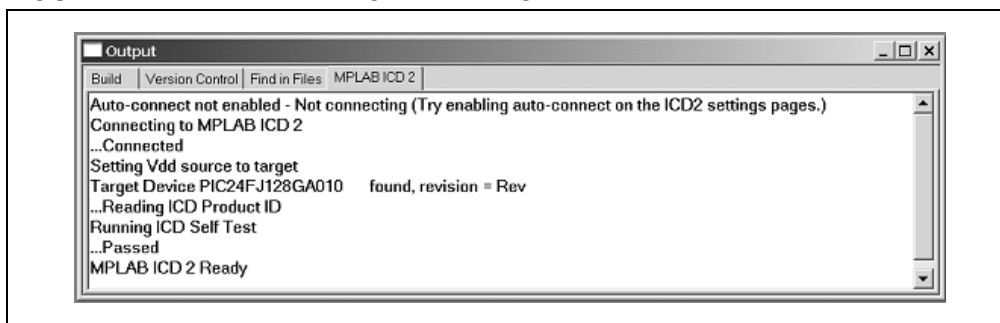 Output
Build Version Control Find in Files MPLAB ICD 2
Auto-connect not enabled - Not connecting (Try enabling auto-connect on the ICD2 settings pages.)
Connecting to MPLAB ICD 2
...Connected
Setting Vdd source to target
Target Device PIC24FJ128GA010 found, revision = Rev
...Reading ICD Product ID
Running ICD Self Test
...Passed
MPLAB ICD 2 Ready